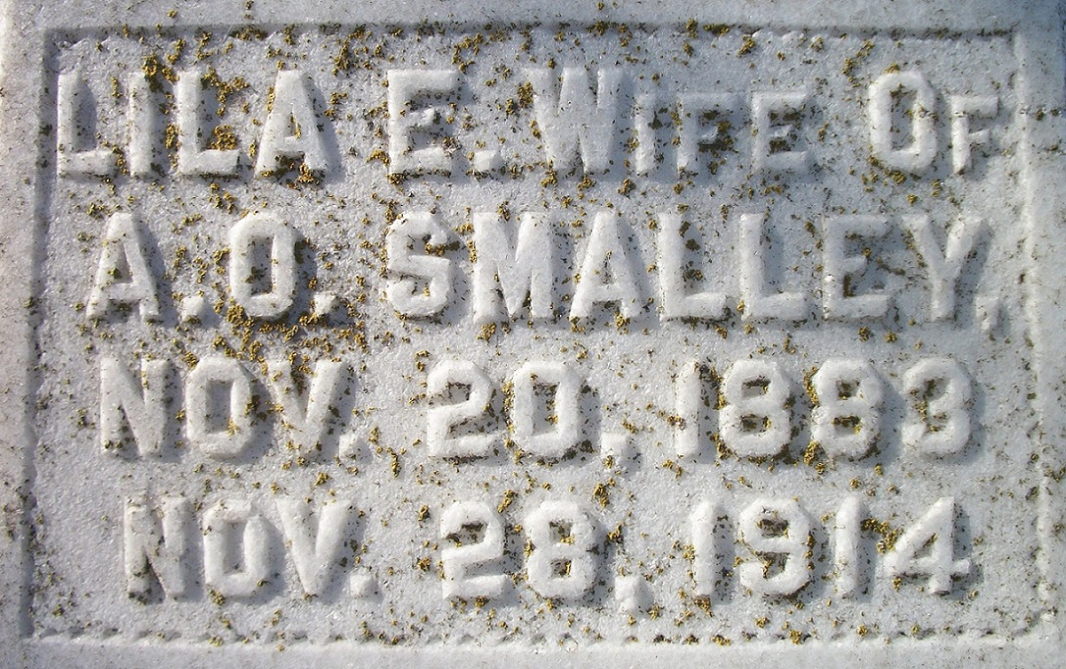 LILA E. WIFE OF
A.O. SMALLEY,
NOV. 20, 1883
NOV. 28, 1914